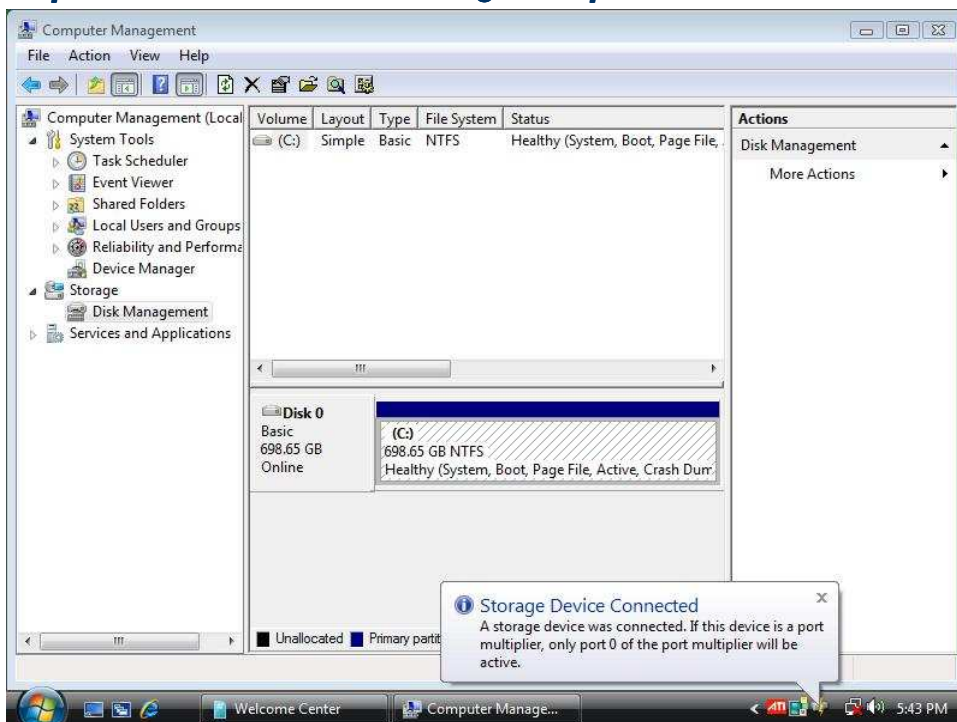 Computer Management
File Action View Help
Computer Management (Local
System Tools
Task Scheduler
Event Viewer
Shared Folders
Local Users and Groups
Reliability and Performa
Device Manager
Storage
Disk Management
Services and Applications
Volume Layout Type File System Status
(C:) Simple Basic NTFS Healthy (System, Boot, Page File,
Disk 0
Basic
698.65 GB
Online
(C:)
698.65 GB NTFS
Healthy (System, Boot, Page File, Active, Crash Dum
Unallocated Primary partit
Actions
Disk Management
More Actions
Storage Device Connected
A storage device was connected. If this device is a port
multiplier, only port 0 of the port multiplier will be
active.
Welcome Center Computer Manage... ATI 5:43 PM